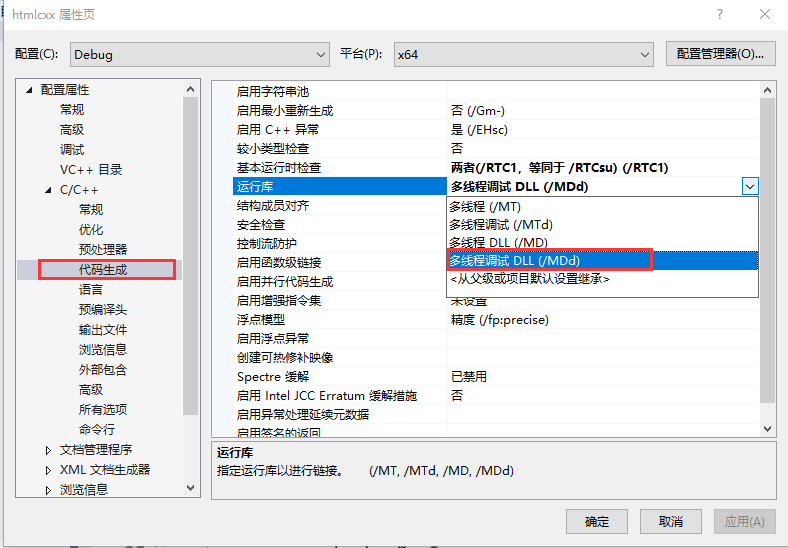 htmlcxx 属性页
? ×
配置(C): Debug 平台(P): x64 配置管理器(O)...
配置属性
常规
高级
调试
VC++ 目录
C/C++
常规
优化
预处理器
代码生成
语言
预编译头
输出文件
浏览信息
外部包含
高级
所有选项
命令行
文档管理程序
XML 文档生成器
浏览信息
启用字符串池
启用最小重新生成 否 (/Gm-)
启用 C++ 异常 是 (/EHsc)
较小类型检查 否
基本运行时检查 两者(/RTC1，等同于 /RTCsu) (/RTC1)
运行库 多线程调试 DLL (/MDd)
结构成员对齐
安全检查
控制流防护
启用函数级链接
启用并行代码生成
启用增强指令集 未设置
浮点模型 精度 (/fp:precise)
启用浮点异常
创建可热修补映像
Spectre 缓解 已禁用
启用 Intel JCC Erratum 缓解措施 否
启用异常处理延续元数据
启用签名的返回
多线程 (/MT)
多线程调试 (/MTd)
多线程 DLL (/MD)
多线程调试 DLL (/MDd)
<从父级或项目默认设置继承>
运行库
指定运行库以进行链接。 (/MT, /MTd, /MD, /MDd)
确定 取消 应用(A)